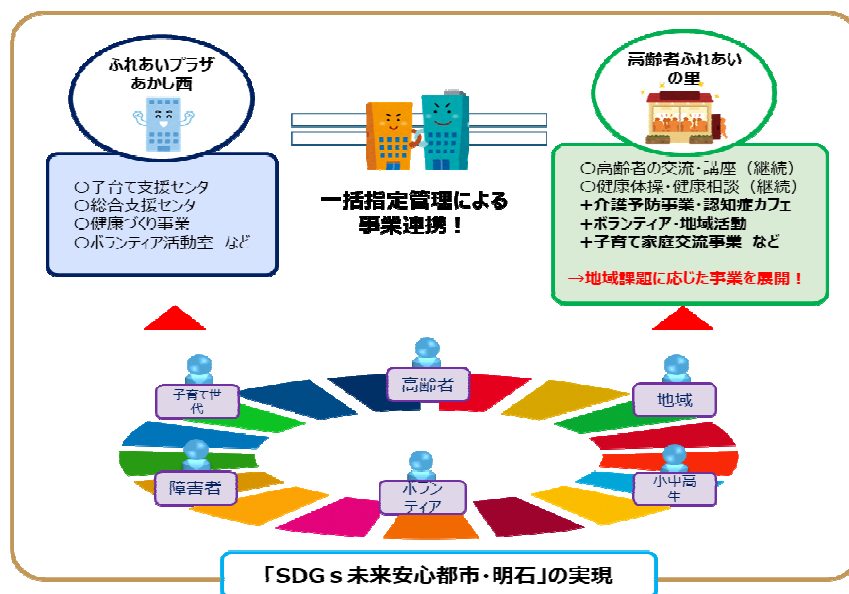 ふれあいプラザ
あかし西
高齢者ふれあい
の里
○子育て支援センタ
○総合支援センタ
○健康づくり事業
○ボランティア活動室 など
一括指定管理による
事業連携！
○高齢者の交流・講座（継続）
○健康体操・健康相談（継続）
+介護予防事業・認知症カフェ
+ボランティア・地域活動
+子育て家庭交流事業 など
→地域課題に応じた事業を展開！
子育て世
代
高齢者
地域
障害者
ボラン
ティア
小中高
生
「SDGｓ未来安心都市・明石」の実現